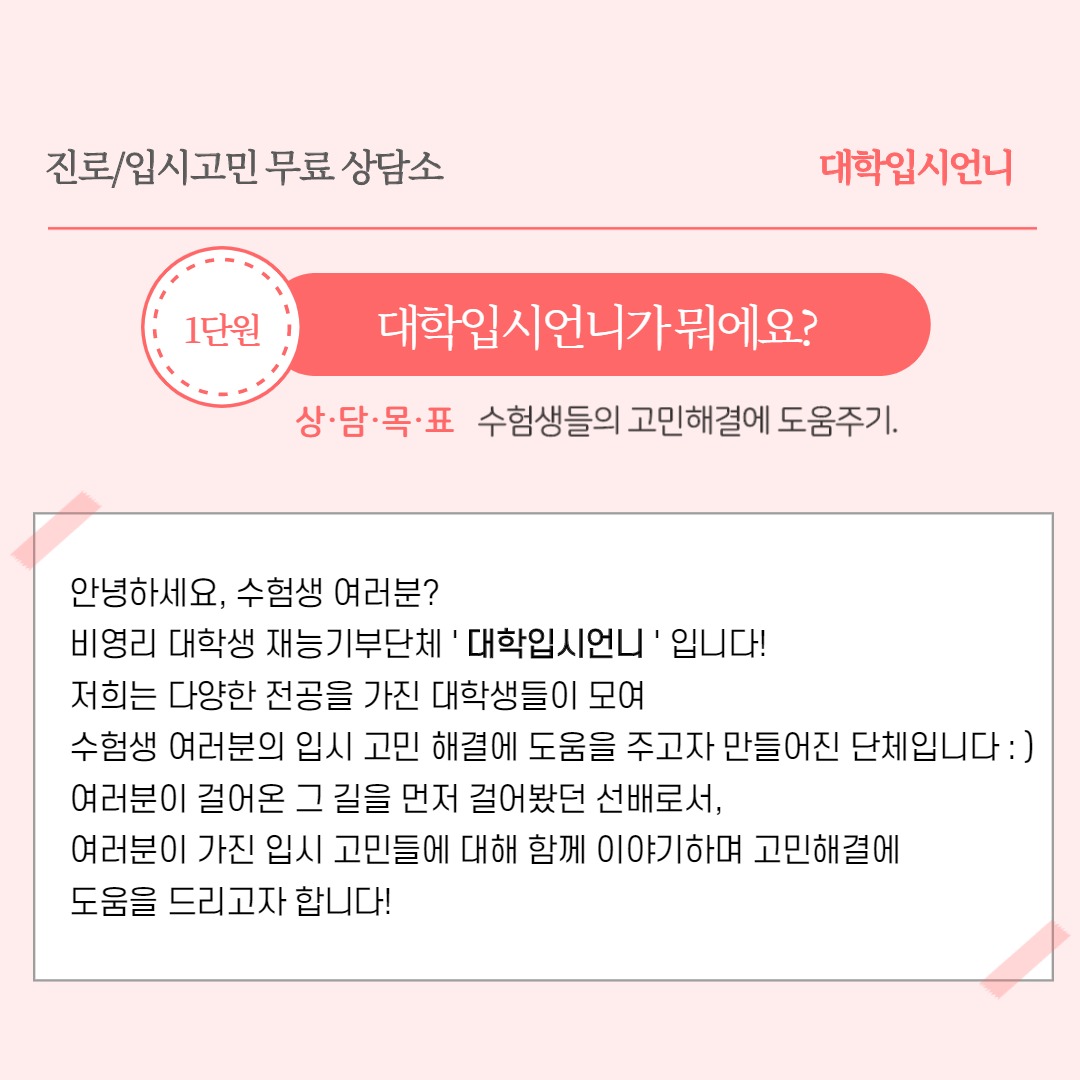 진로/입시고민 무료 상담소
대학입시언니
1단원
대학입시언니가 뭐에요?
상·담·목·표 수험생들의 고민해결에 도움주기.
안녕하세요, 수험생 여러분?
비영리 대학생 재능기부단체 ' 대학입시언니 ' 입니다!
저희는 다양한 전공을 가진 대학생들이 모여
수험생 여러분의 입시 고민 해결에 도움을 주고자 만들어진 단체입니다 : )
여러분이 걸어온 그 길을 먼저 걸어봤던 선배로서,
여러분이 가진 입시 고민들에 대해 함께 이야기하며 고민해결에
도움을 드리고자 합니다!